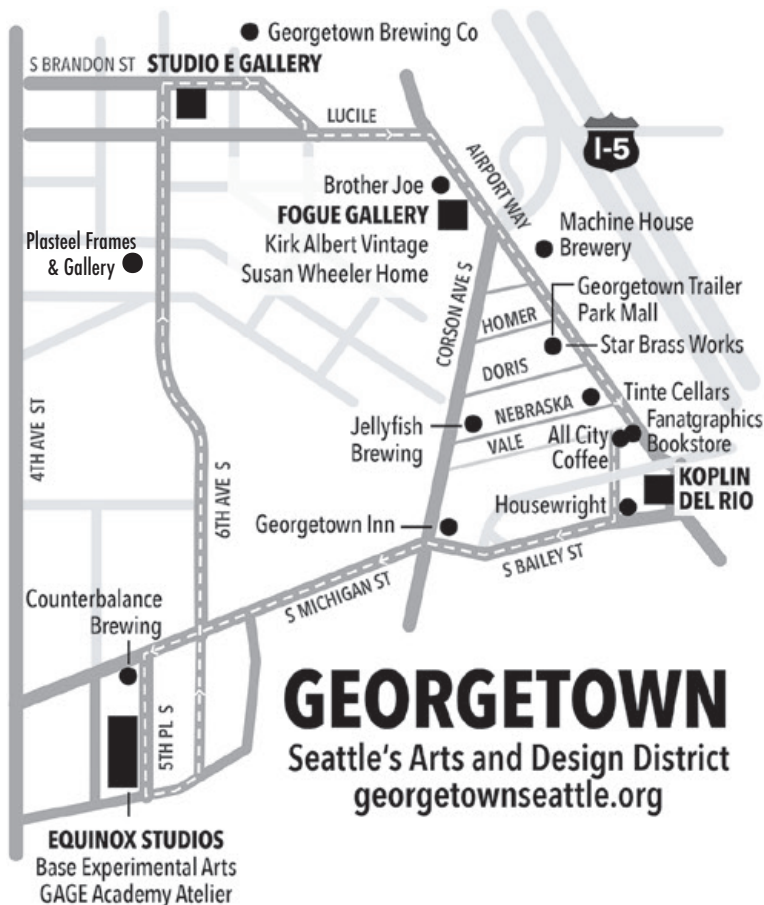 Georgetown Brewing Co
S BRANDON ST
STUDIO E GALLERY
LUCILE
I-5
AIRPORT WAY
Brother Joe
FOGUE GALLERY
Kirk Albert Vintage
Susan Wheeler Home
Machine House
Brewery
Plasteel Frames
& Gallery
Georgetown Trailer
Park Mall
CORSON AVE S
HOMER
Star Brass Works
DORIS
Tinte Cellars
NEBRASKA
Fanatgraphics
Bookstore
Jellyfish
Brewing
VALE
All City
Coffee
4TH AVE ST
6TH AVE S
KOPLIN
DEL RIO
Housewright
Georgetown Inn
S BAILEY ST
S MICHIGAN ST
Counterbalance
Brewing
5TH PL S
GEORGETOWN
Seattle's Arts and Design District
georgetownseattle.org
EQUINOX STUDIOS
Base Experimental Arts
GAGE Academy Atelier